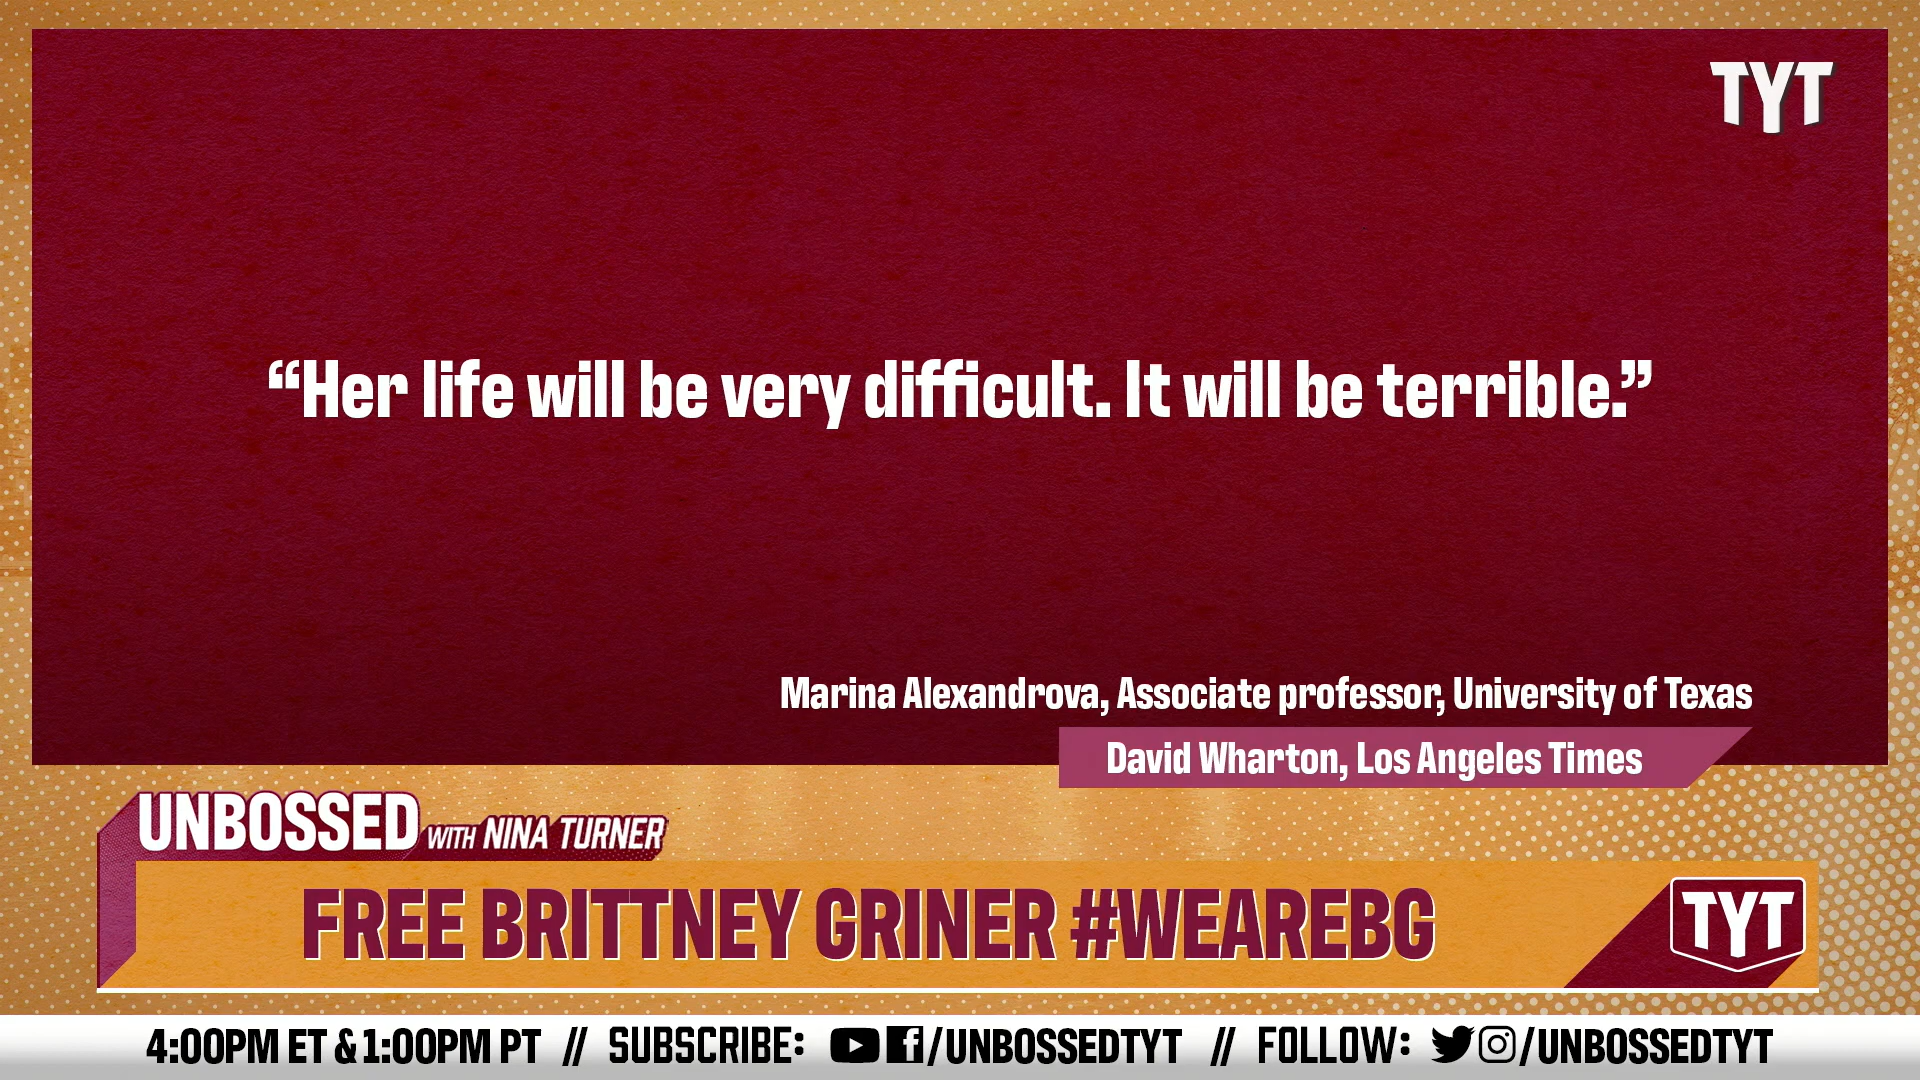 TYT
“Her life will be very difficult. It will be terrible.”
Marina Alexandrova, Associate professor, University of Texas
David Wharton, Los Angeles Times
UNBOSSED WITH NINA TURNER
FREE BRITTNEY GRINER #WEAREBG
TYT
4:00PM ET & 1:00PM PT // SUBSCRIBE: /UNBOSSEDTYT // FOLLOW: /UNBOSSEDTYT